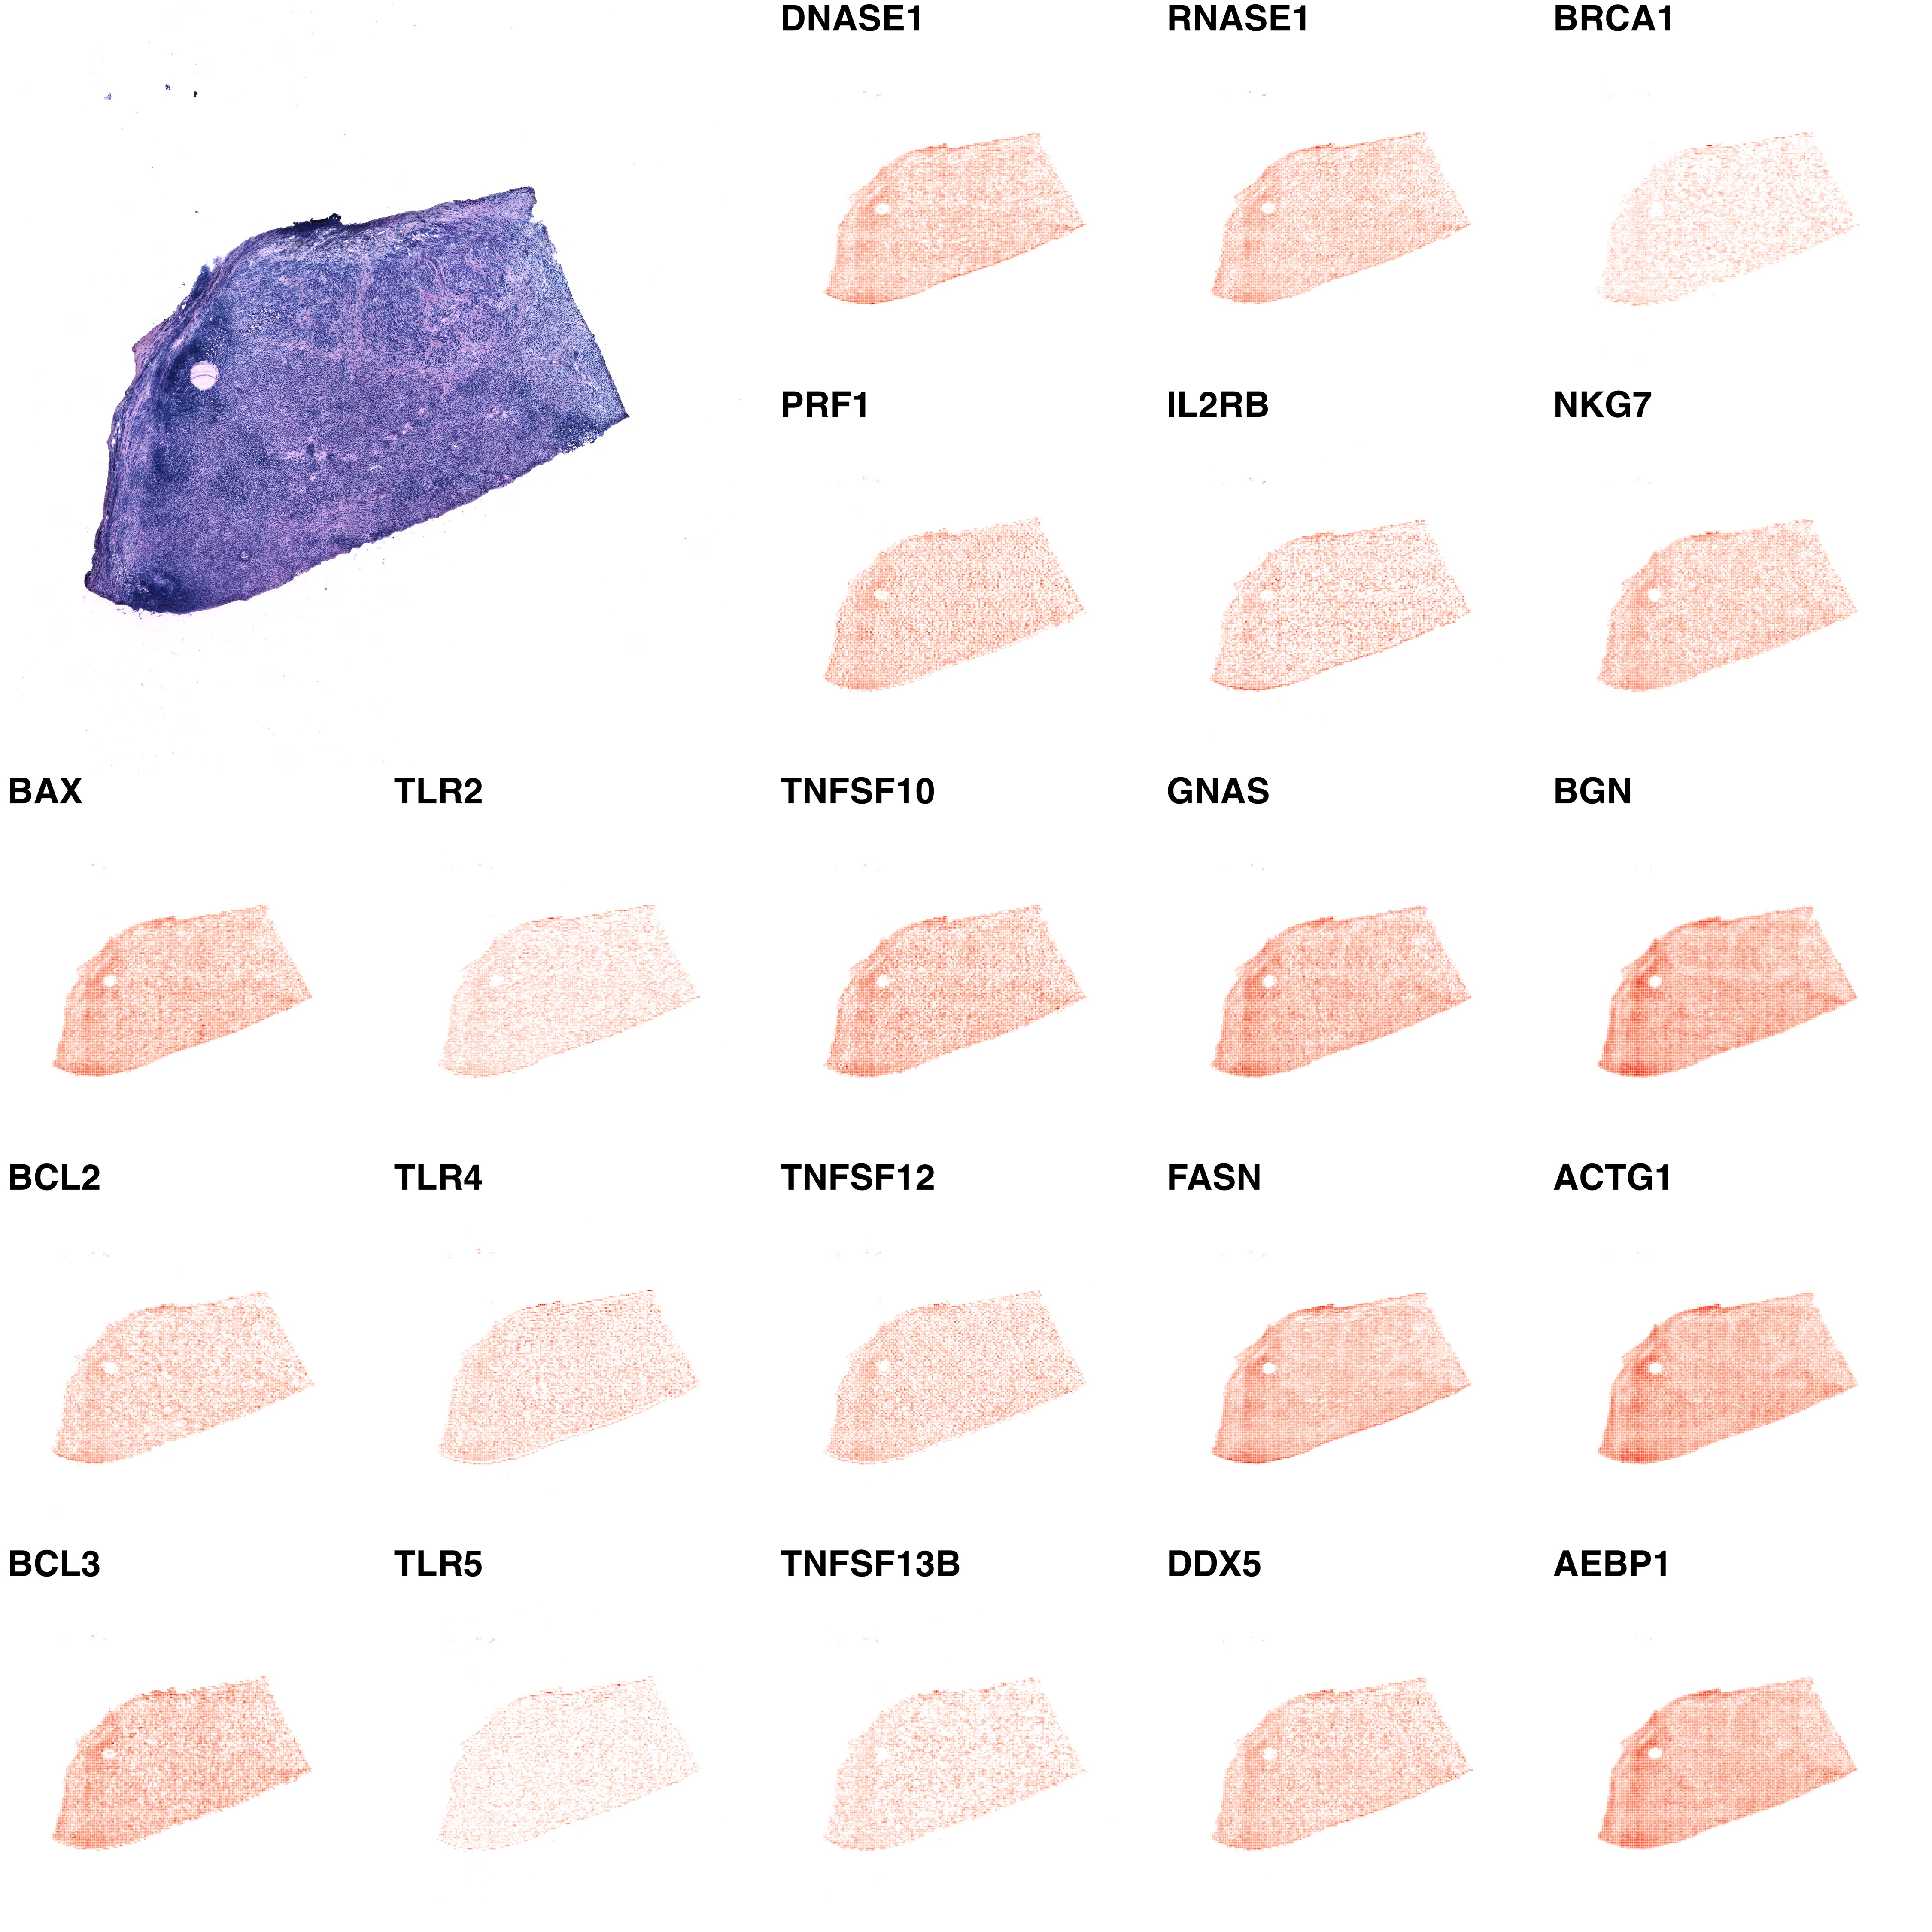 DNASE1 RNASE1 BRCA1
PRF1 IL2RB NKG7
BAX TLR2 TNFSF10 GNAS BGN
BCL2 TLR4 TNFSF12 FASN ACTG1
BCL3 TLR5 TNFSF13B DDX5 AEBP1